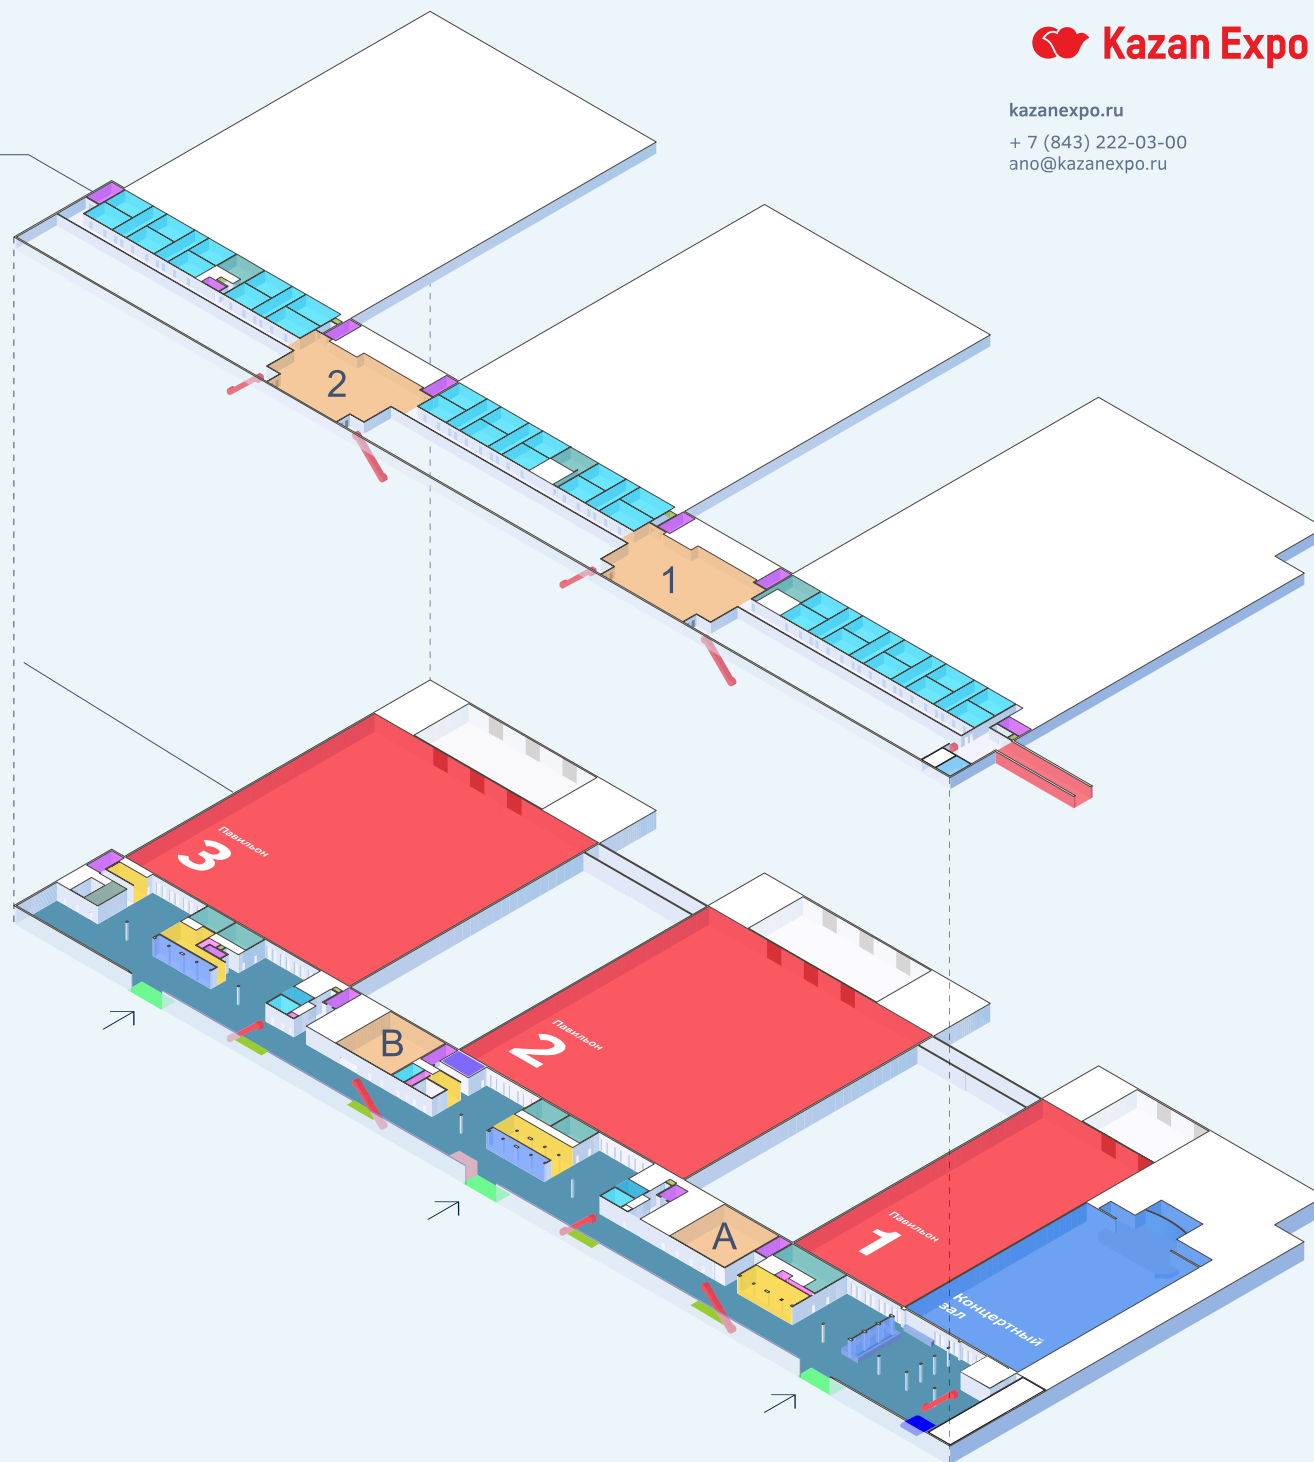 Kazan Expo
kazanexpo.ru
+ 7 (843) 222-03-00
ano@kazanexpo.ru
2
1
Павильон
3
B
Павильон
2
A
Павильон
1
Концертный
зал